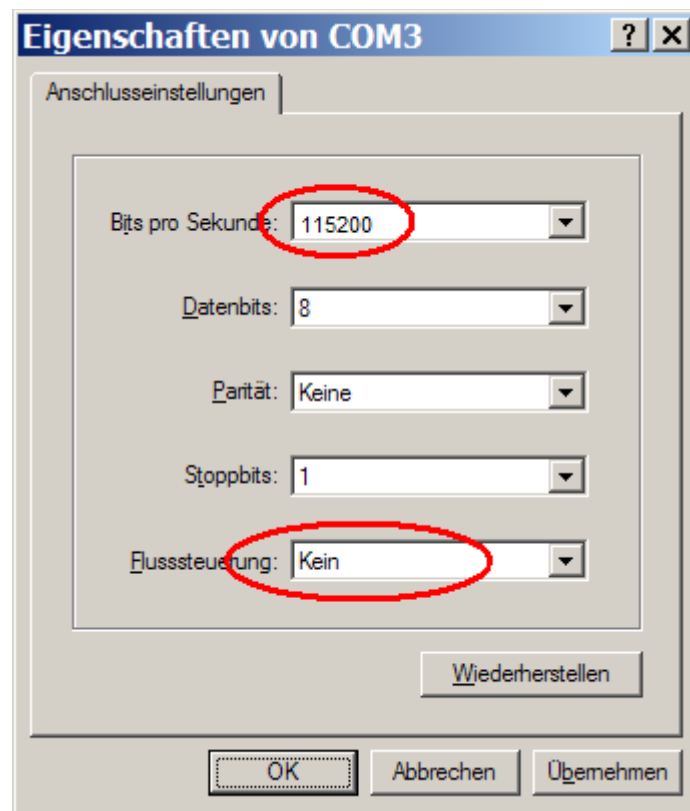 Eigenschaften von COM3
Anschlusseinstellungen
Bits pro Sekunde: 115200
Datenbits: 8
Parität: Keine
Stoppbits: 1
Flusssteuerung: Kein
Wiederherstellen
OK Abbrechen Übernehmen